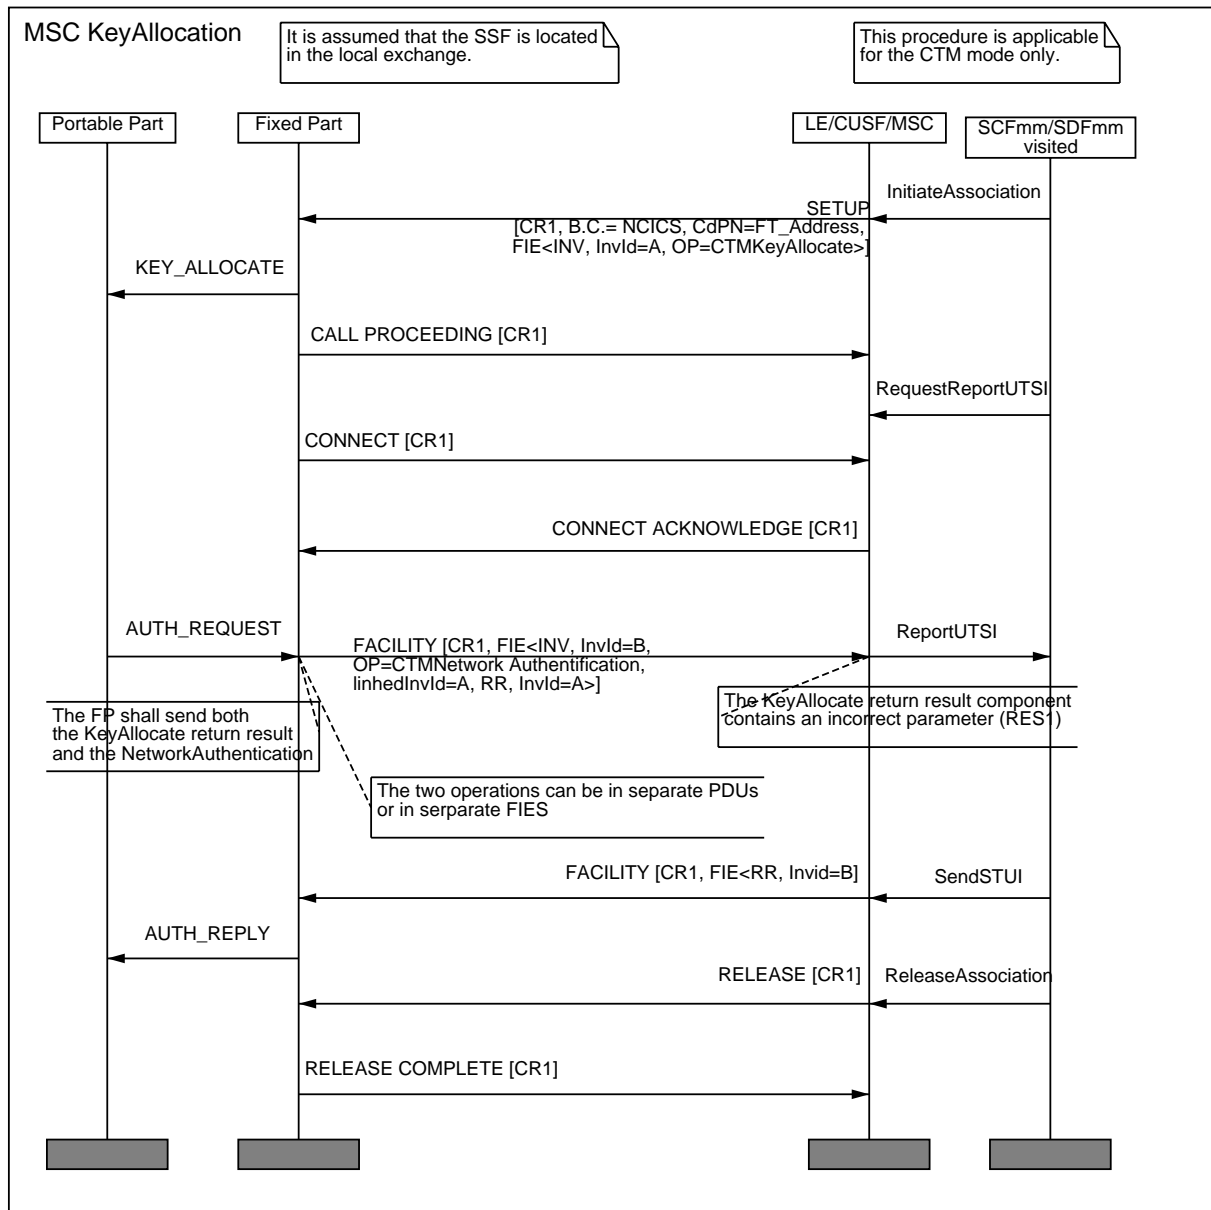 MSC KeyAllocation
It is assumed that the SSF is located
in the local exchange.
This procedure is applicable
for the CTM mode only.
Portable Part
Fixed Part
LE/CUSF/MSC
SCFmm/SDFmm
visited
InitiateAssociation
SETUP
[CR1, B.C.= NCICS, CdPN=FT_Address,
FIE<INV, InvId=A, OP=CTMKeyAllocate>]
KEY_ALLOCATE
CALL PROCEEDING [CR1]
RequestReportUTSI
CONNECT [CR1]
CONNECT ACKNOWLEDGE [CR1]
AUTH_REQUEST
FACILITY [CR1, FIE<INV, InvId=B,
OP=CTMNetwork Authentification,
linhedInvId=A, RR, InvId=A>]
ReportUTSI
The FP shall send both
the KeyAllocate return result
and the NetworkAuthentication
The KeyAllocate return result component
contains an incorrect parameter (RES1)
The two operations can be in separate PDUs
or in serparate FIES
FACILITY [CR1, FIE<RR, Invid=B]
SendSTUI
AUTH_REPLY
RELEASE [CR1]
ReleaseAssociation
RELEASE COMPLETE [CR1]